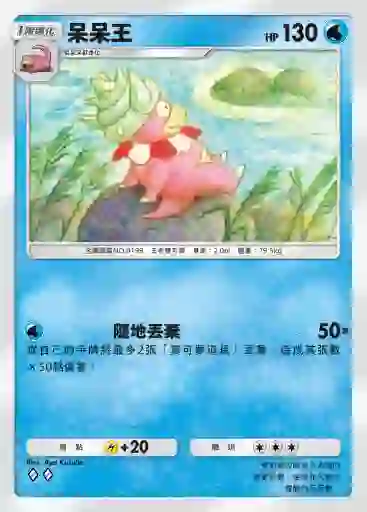 1階進化 呆呆王 HP 130
從呆呆獸進化
全國圖鑑NO.0199 王者寶可夢 身高：2.0m 體重：79.5kg
隨地丟棄 50×
從自己的手牌將最多2張「寶可夢道具」丟棄，造成其張數
×50點傷害。
弱點 +20 撤退
Illus. Aya Kusube